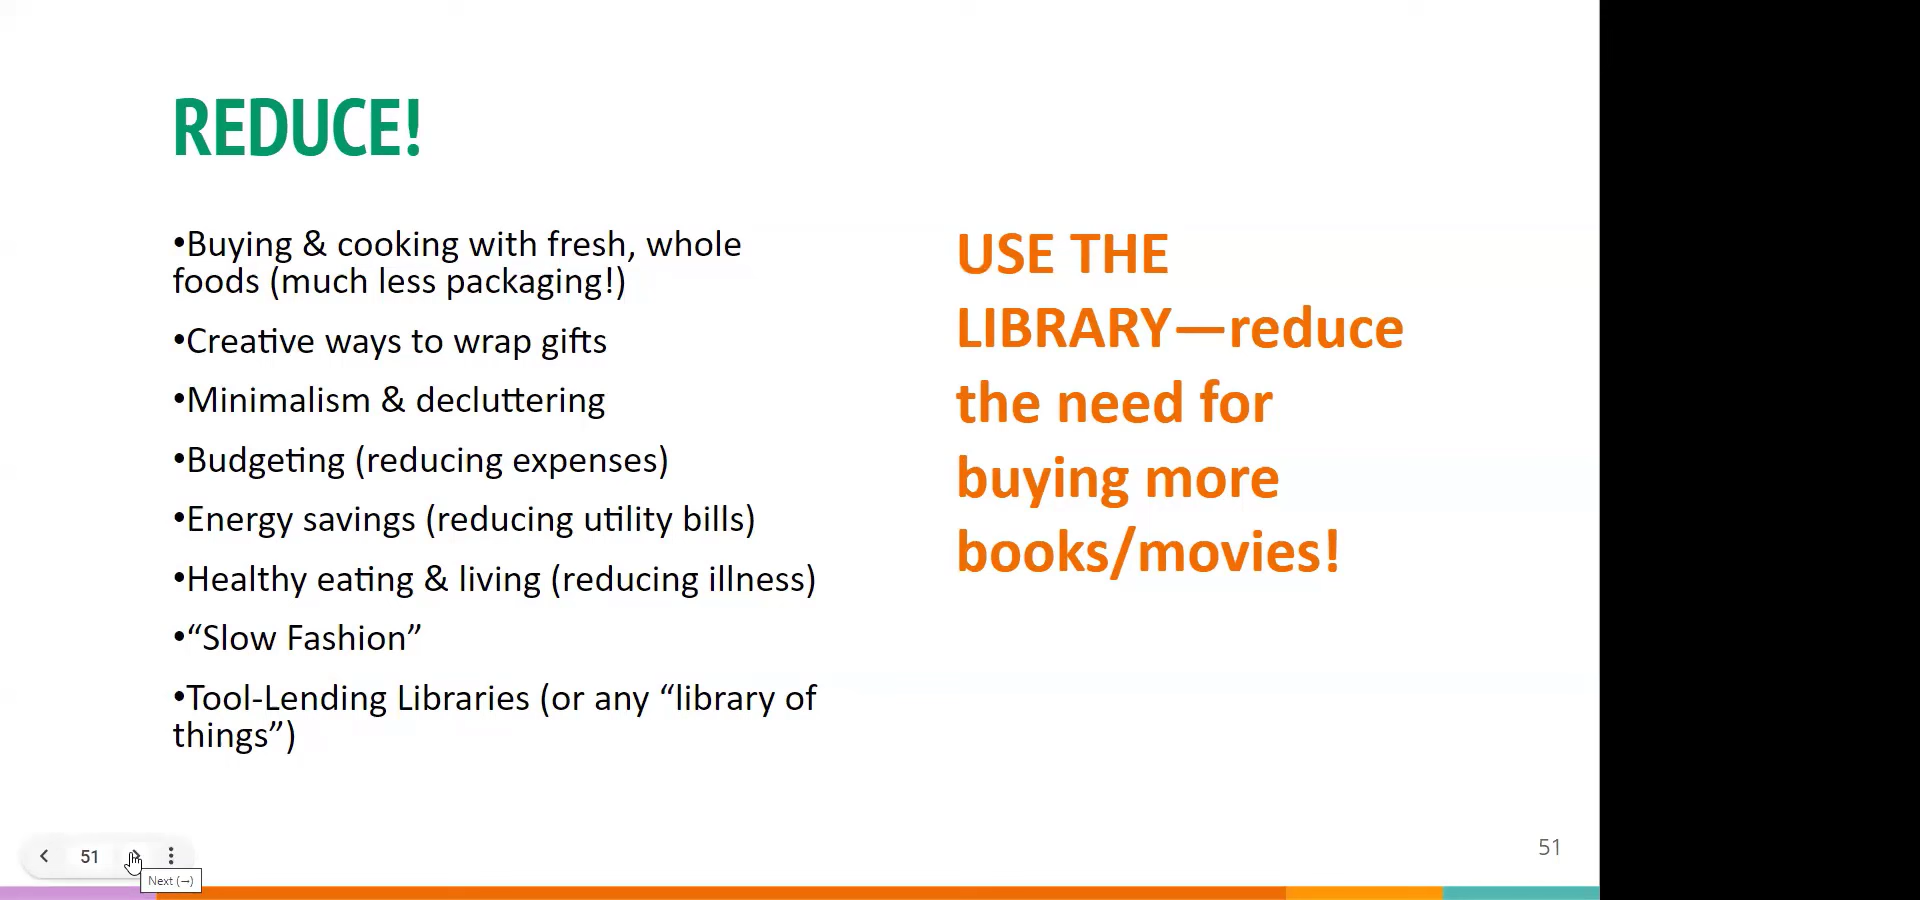 REDUCE!
•Buying & cooking with fresh, whole
foods (much less packaging!)
•Creative ways to wrap gifts
•Minimalism & decluttering
•Budgeting (reducing expenses)
•Energy savings (reducing utility bills)
•Healthy eating & living (reducing illness)
•“Slow Fashion”
•Tool-Lending Libraries (or any “library of
things”)
USE THE
LIBRARY—reduce
the need for
buying more
books/movies!
51
51
Next (→)